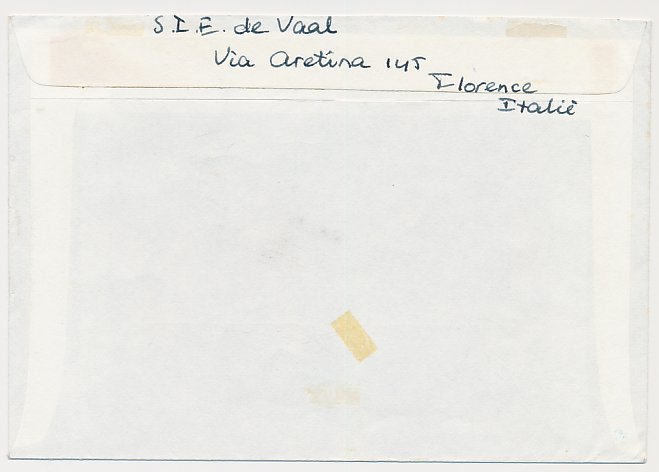 S.I.E. de Vaal
Via Aretina 145
Florence
Italië